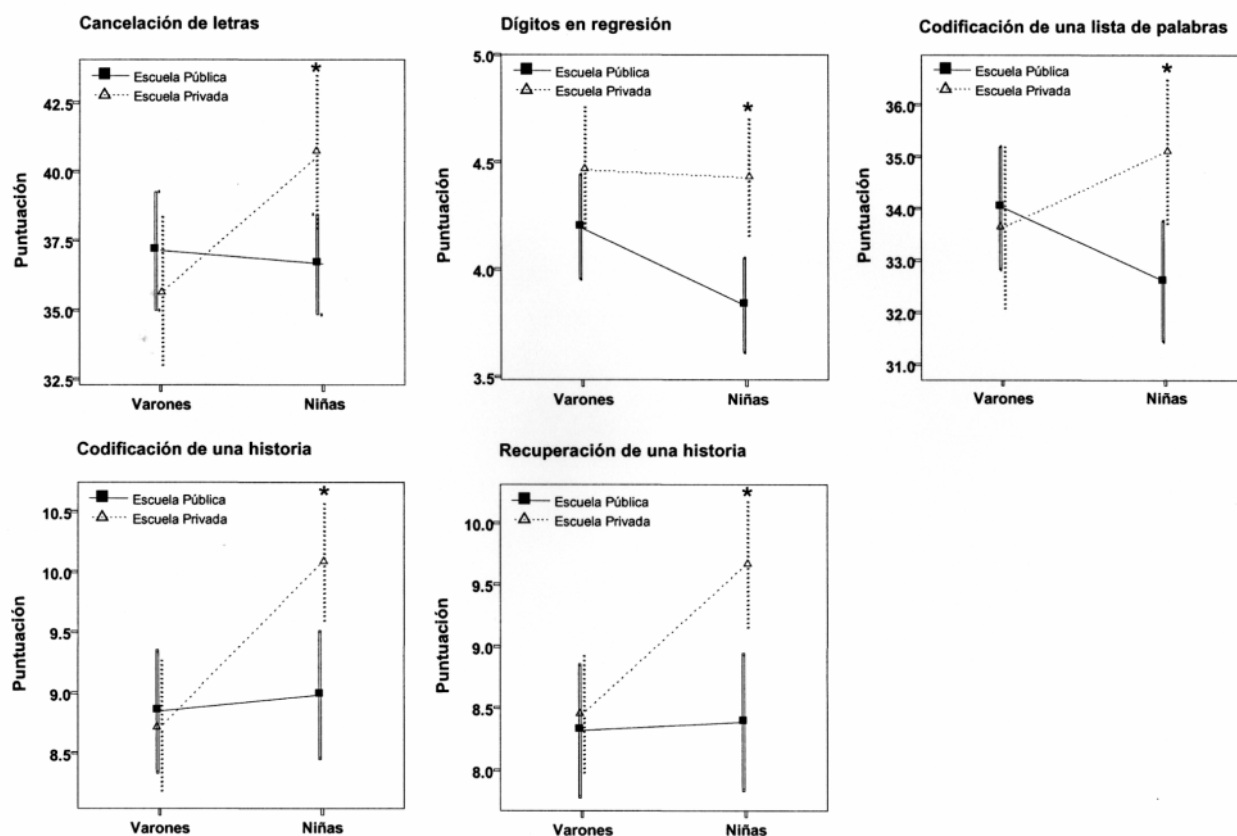 Cancelación de letras
Escuela Pública
Escuela Privada
*
Puntuación
42.5
40.0
37.5
35.0
32.5
Varones
Niñas
Dígitos en regresión
Escuela Pública
Escuela Privada
*
Puntuación
5.0
4.5
4.0
3.5
Varones
Niñas
Codificación de una lista de palabras
Escuela Pública
Escuela Privada
*
Puntuación
36.0
35.0
34.0
33.0
32.0
31.0
Varones
Niñas
Codificación de una historia
Escuela Pública
Escuela Privada
*
Puntuación
10.5
10.0
9.5
9.0
8.5
Varones
Niñas
Recuperación de una historia
Escuela Pública
Escuela Privada
*
Puntuación
10.0
9.5
9.0
8.5
8.0
Varones
Niñas